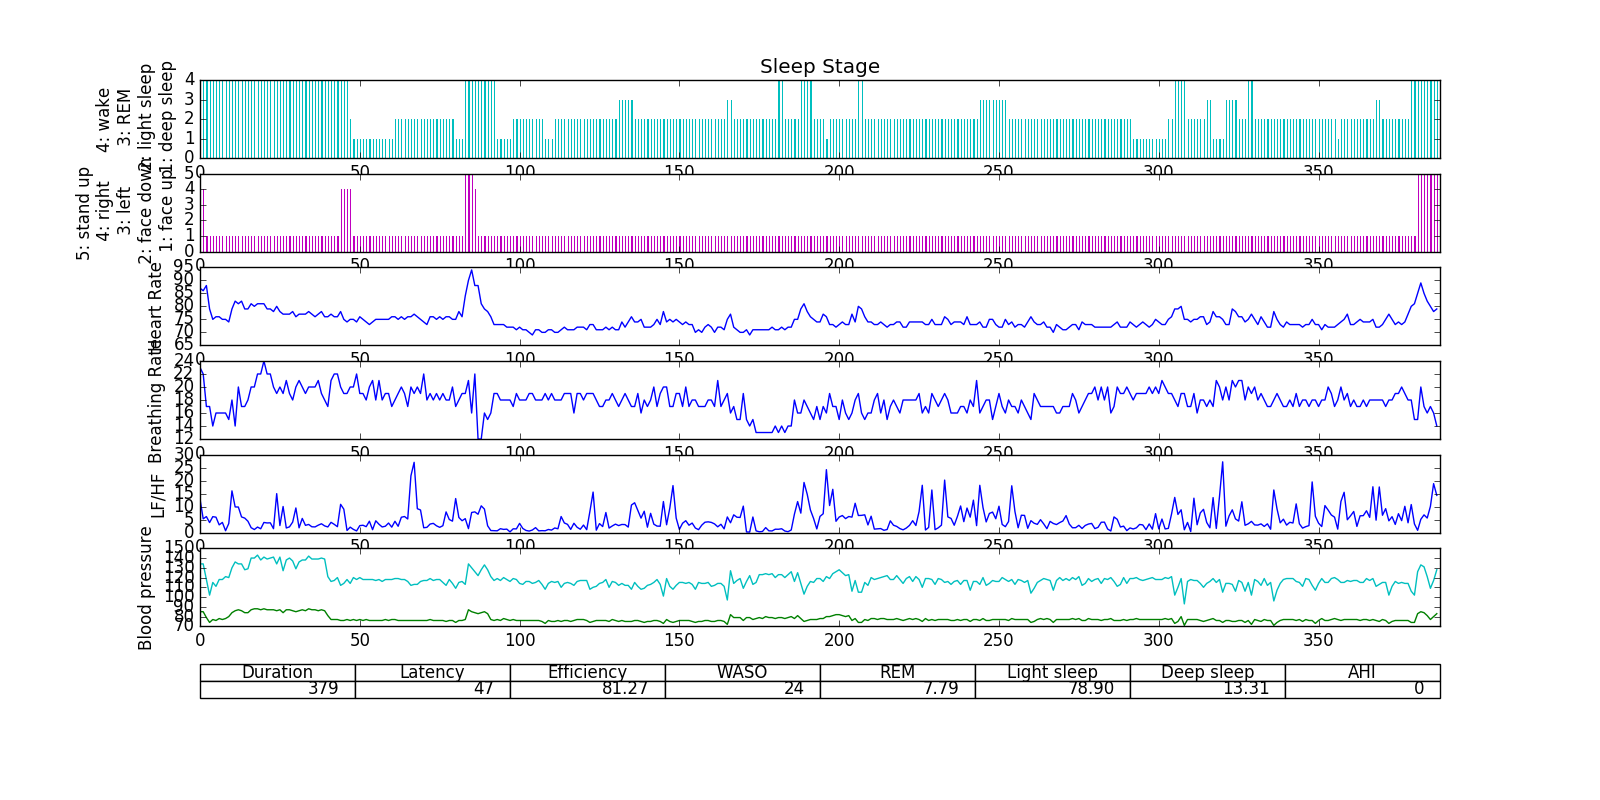 Sleep Stage
4: wake
3: REM
2: light sleep
1: deep sleep
4
3
2
1
0
0 50 100 150 200 250 300 350
5: stand up
4: right
3: left
2: face down
1: face up
5
4
3
2
1
0
0 50 100 150 200 250 300 350
Heart Rate
95
90
85
80
75
70
65
0 50 100 150 200 250 300 350
Breathing Rate
24
22
20
18
16
14
12
0 50 100 150 200 250 300 350
LF/HF
30
25
20
15
10
5
0
0 50 100 150 200 250 300 350
Blood pressure
150
140
130
120
110
100
90
80
70
0 50 100 150 200 250 300 350
Duration Latency Efficiency WASO REM Light sleep Deep sleep AHI
379 47 81.27 24 7.79 78.90 13.31 0